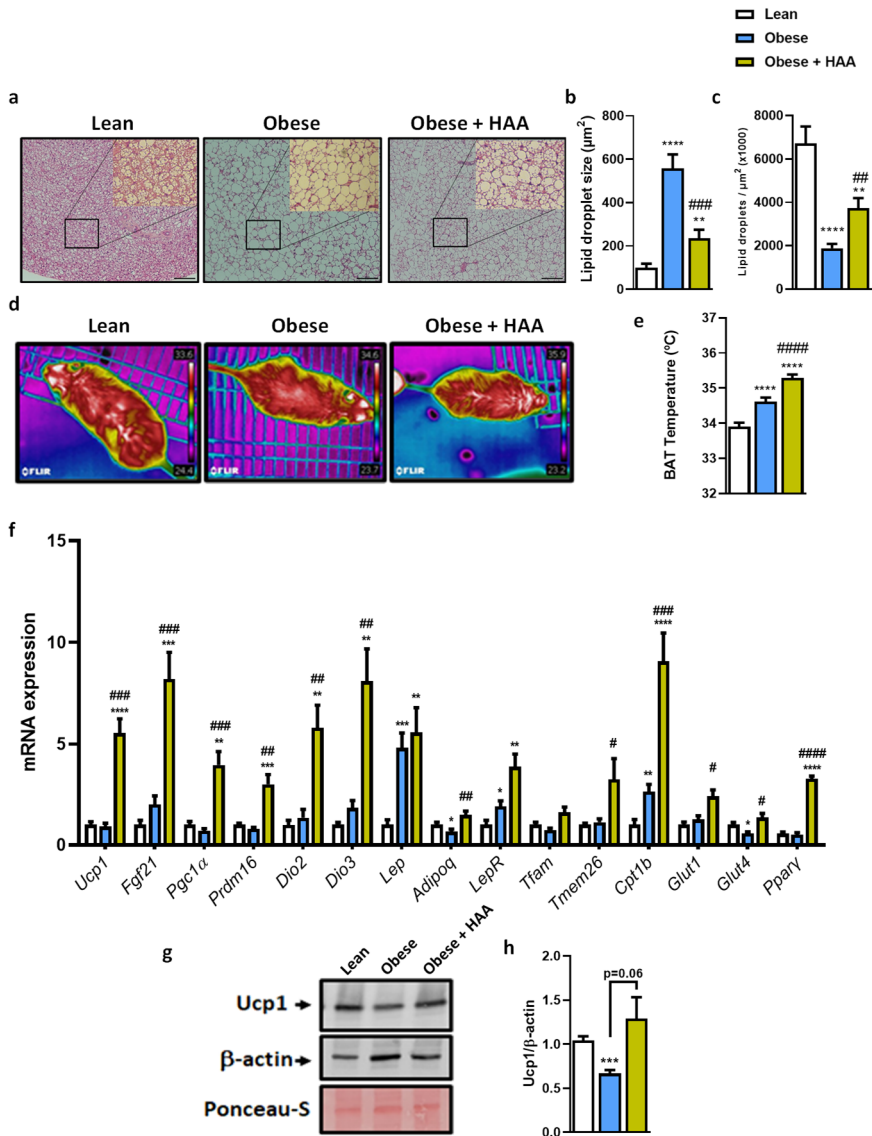 Lean
Obese
Obese + HAA
a
Lean
Obese
Obese + HAA
b
Lipid dropplet size (µm²)
800
600
400
200
0
****
###
**
c
Lipid droplets / µm² (x1000)
8000
6000
4000
2000
0
****
##
**
d
Lean
Obese
Obese + HAA
33.6
24.4
FLIR
34.6
23.7
FLIR
35.9
23.2
FLIR
e
BAT Temperature (ºC)
37
36
35
34
33
32
****
####
****
f
mRNA expression
15
10
5
0
###
****
###
***
###
**
##
***
##
**
##
**
***
**
*
##
*
**
#
**
###
****
#
*
#
####
****
Ucp1
Fgf21
Pgc1α
Prdm16
Dio2
Dio3
Lep
Adipoq
LepR
Tfam
Tmem26
Cpt1b
Glut1
Glut4
Pparγ
g
Lean
Obese
Obese + HAA
Ucp1
β-actin
Ponceau-S
h
Ucp1/β-actin
2.0
1.5
1.0
0.5
0.0
***
p=0.06